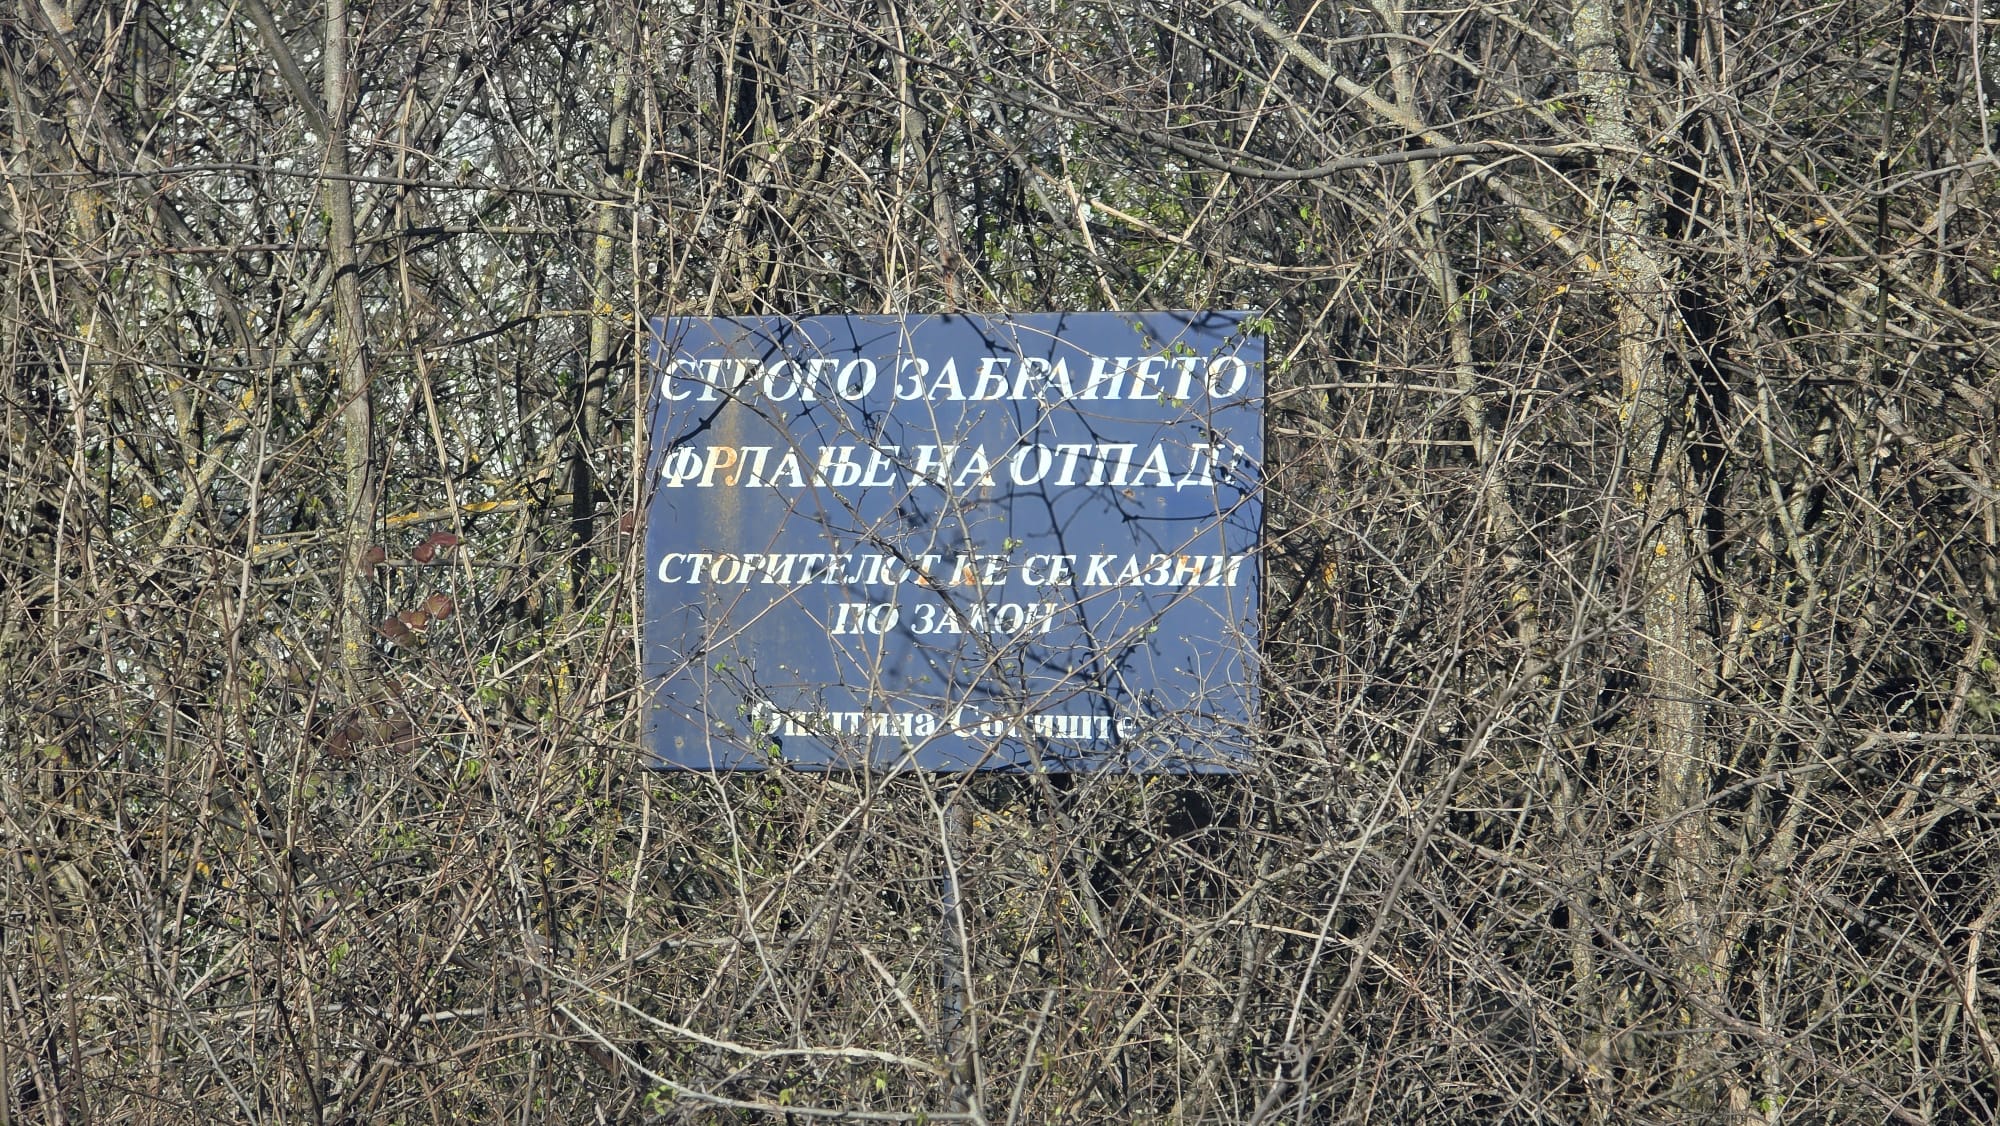 СТРОГО ЗАБРАНЕТО
ФРЛАЊЕ НА ОТПАД!
СТОРИТЕЛОТ ЌЕ СЕ КАЗНИ
ПО ЗАКОН
Општина Сопиште